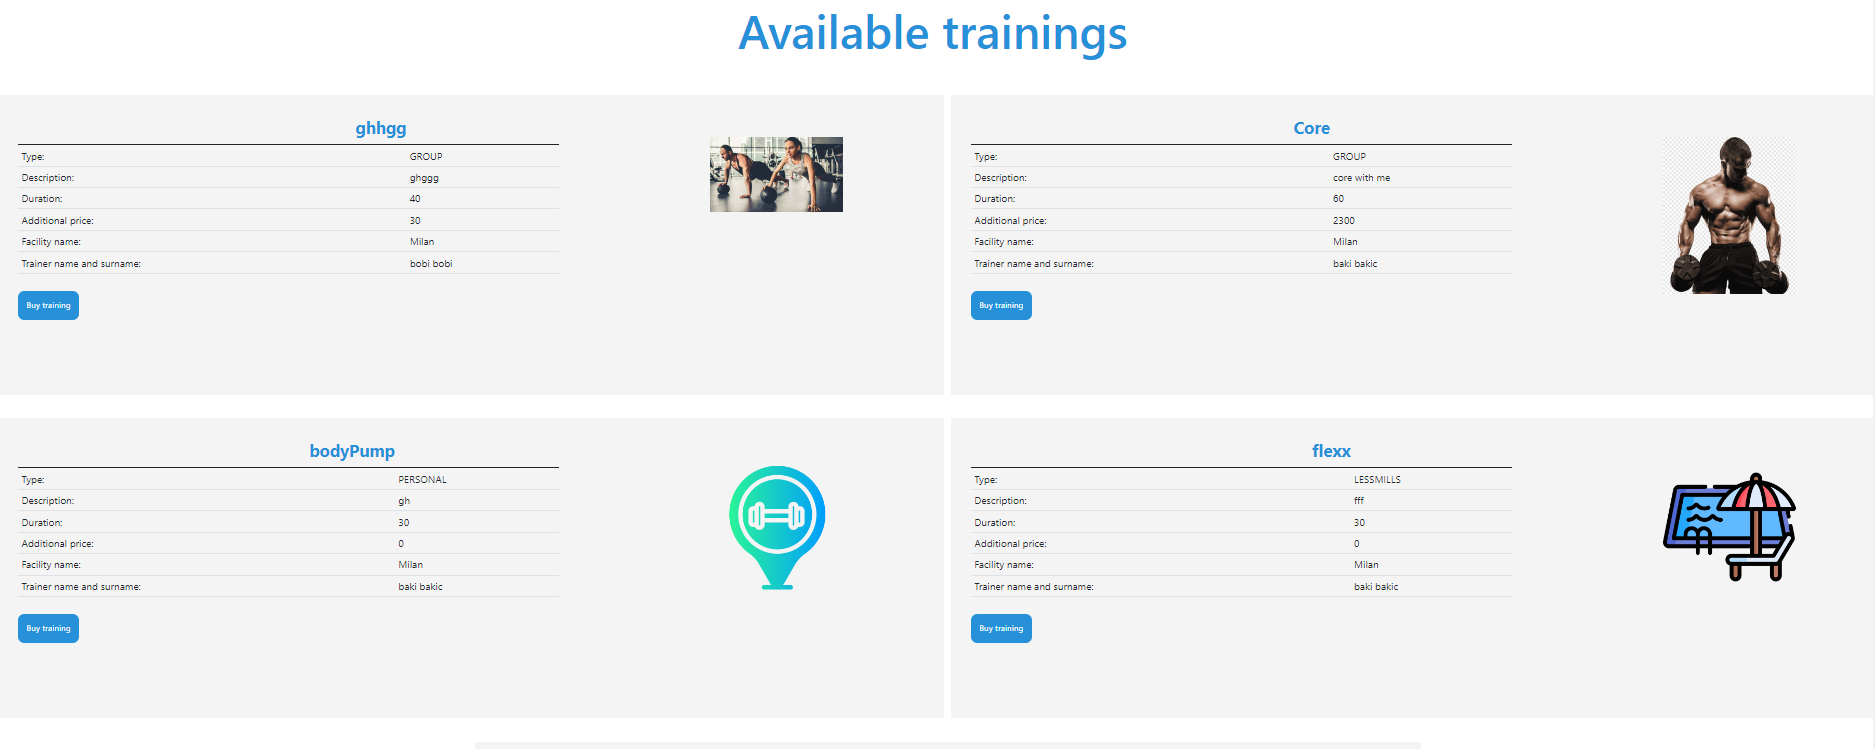 Available trainings
ghhgg
Type: GROUP
Description: ghggg
Duration: 40
Additional price: 30
Facility name: Milan
Trainer name and surname: bobi bobi
Buy training
Core
Type: GROUP
Description: core with me
Duration: 60
Additional price: 2300
Facility name: Milan
Trainer name and surname: baki bakic
Buy training
bodyPump
Type: PERSONAL
Description: gh
Duration: 30
Additional price: 0
Facility name: Milan
Trainer name and surname: baki bakic
Buy training
flexx
Type: LESSMILLS
Description: fff
Duration: 30
Additional price: 0
Facility name: Milan
Trainer name and surname: baki bakic
Buy training